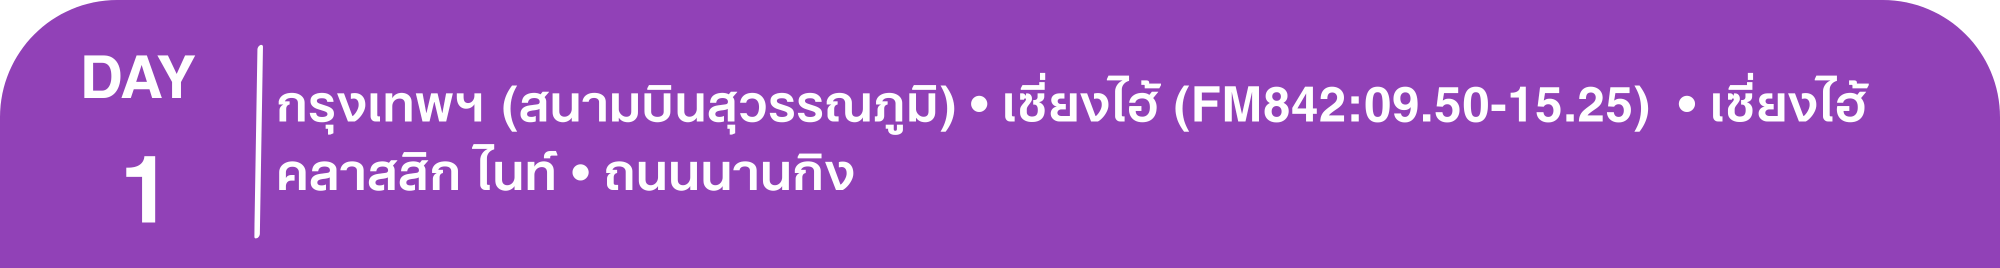 DAY
1
กรุงเทพฯ (สนามบินสุวรรณภูมิ) • เซี่ยงไฮ้ (FM842:09.50-15.25) • เซี่ยงไฮ้
คลาสสิก ไนท์ • ถนนนานกิง